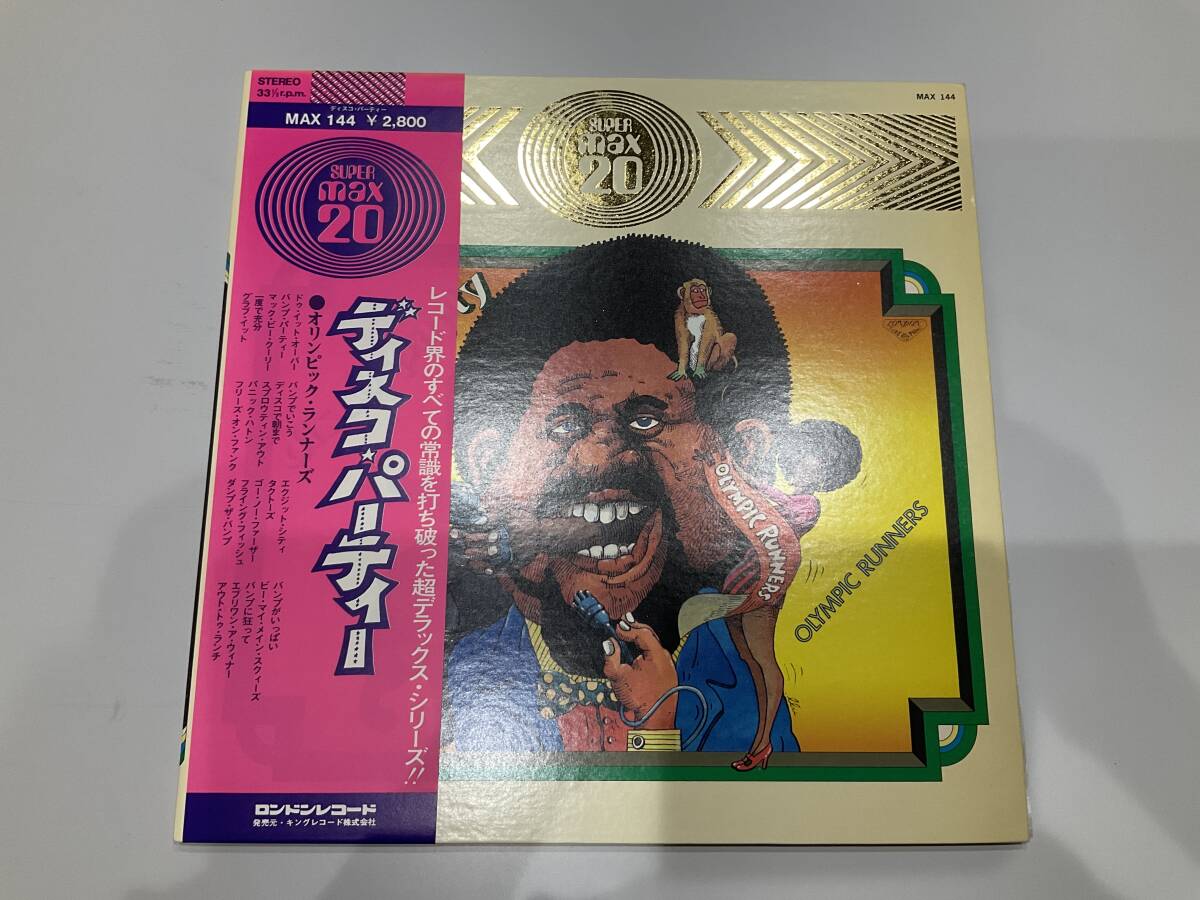 STEREO
33⅓r.p.m.
ディスコ・パーティー
MAX 144 ¥2,800
SUPER
max
20
レコード界のすべての常識を打ち破った超デラックス・シリーズ!!
ディスコ・パーティー
●オリンピック・ランナーズ
ドゥ・イット・オーバー
バンプ・パーティー
マック・ビー・クーリー
一度で充分
グラブ・イット
バンプでいこう
ディスコで朝まで
スプロウティン・アウト
パニック・ハトン
フリーズ・オン・ファンク
エクジット・シティ
タクトーズ
ゴー・ノー・ファーザー
フライング・フィッシュ
ダンプ・ザ・バンプ
バンプがいっぱい
ビー・マイ・メイン・スクィーズ
バンプに狂って
エブリワン・ア・ウィナー
アウト・トゥ・ランチ
ロンドンレコード
発売元・キングレコード株式会社
MAX 144
SUPER
max
20
ty
OLYMPIC RUNNERS
OLYMPIC RUNNERS